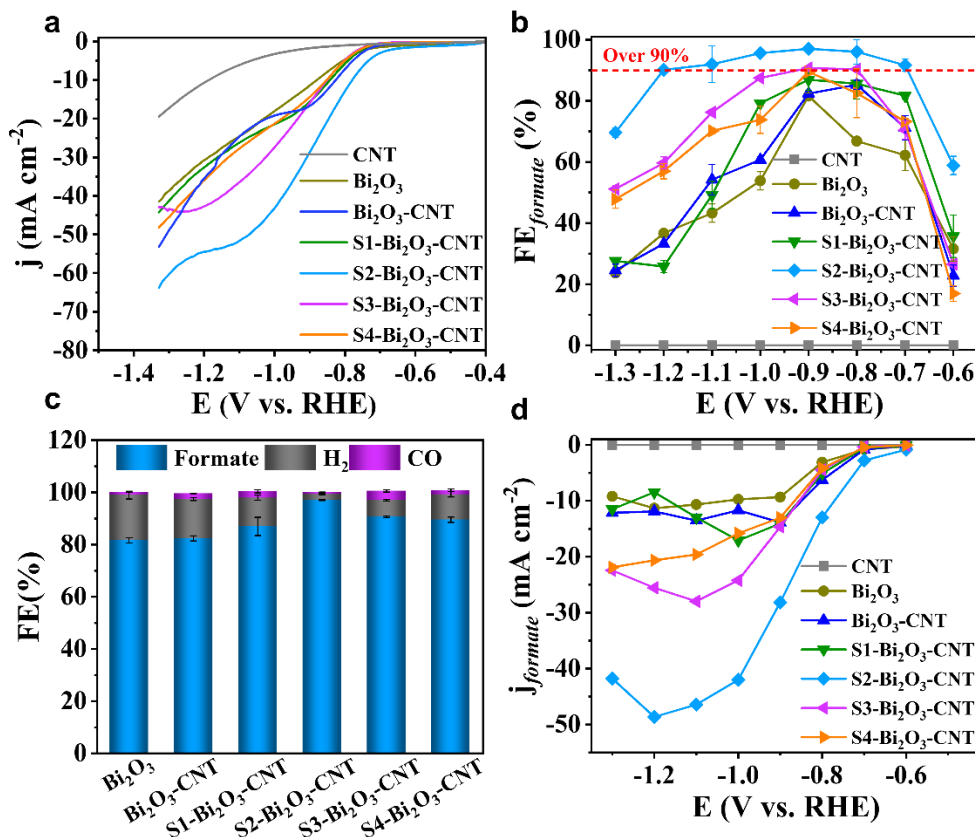 a
j (mA cm⁻²)
0
-10
-20
-30
-40
-50
-60
-70
-80
CNT
Bi₂O₃
Bi₂O₃-CNT
S1-Bi₂O₃-CNT
S2-Bi₂O₃-CNT
S3-Bi₂O₃-CNT
S4-Bi₂O₃-CNT
-1.4 -1.2 -1.0 -0.8 -0.6 -0.4
E (V vs. RHE)
b
FE_formate (%)
100
80
60
40
20
0
Over 90%
CNT
Bi₂O₃
Bi₂O₃-CNT
S1-Bi₂O₃-CNT
S2-Bi₂O₃-CNT
S3-Bi₂O₃-CNT
S4-Bi₂O₃-CNT
-1.3 -1.2 -1.1 -1.0 -0.9 -0.8 -0.7 -0.6
E (V vs. RHE)
c
FE(%)
120
100
80
60
40
20
0
Formate H₂ CO
Bi₂O₃
Bi₂O₃-CNT
S1-Bi₂O₃-CNT
S2-Bi₂O₃-CNT
S3-Bi₂O₃-CNT
S4-Bi₂O₃-CNT
d
j_formate (mA cm⁻²)
0
-10
-20
-30
-40
-50
CNT
Bi₂O₃
Bi₂O₃-CNT
S1-Bi₂O₃-CNT
S2-Bi₂O₃-CNT
S3-Bi₂O₃-CNT
S4-Bi₂O₃-CNT
-1.2 -1.0 -0.8 -0.6
E (V vs. RHE)